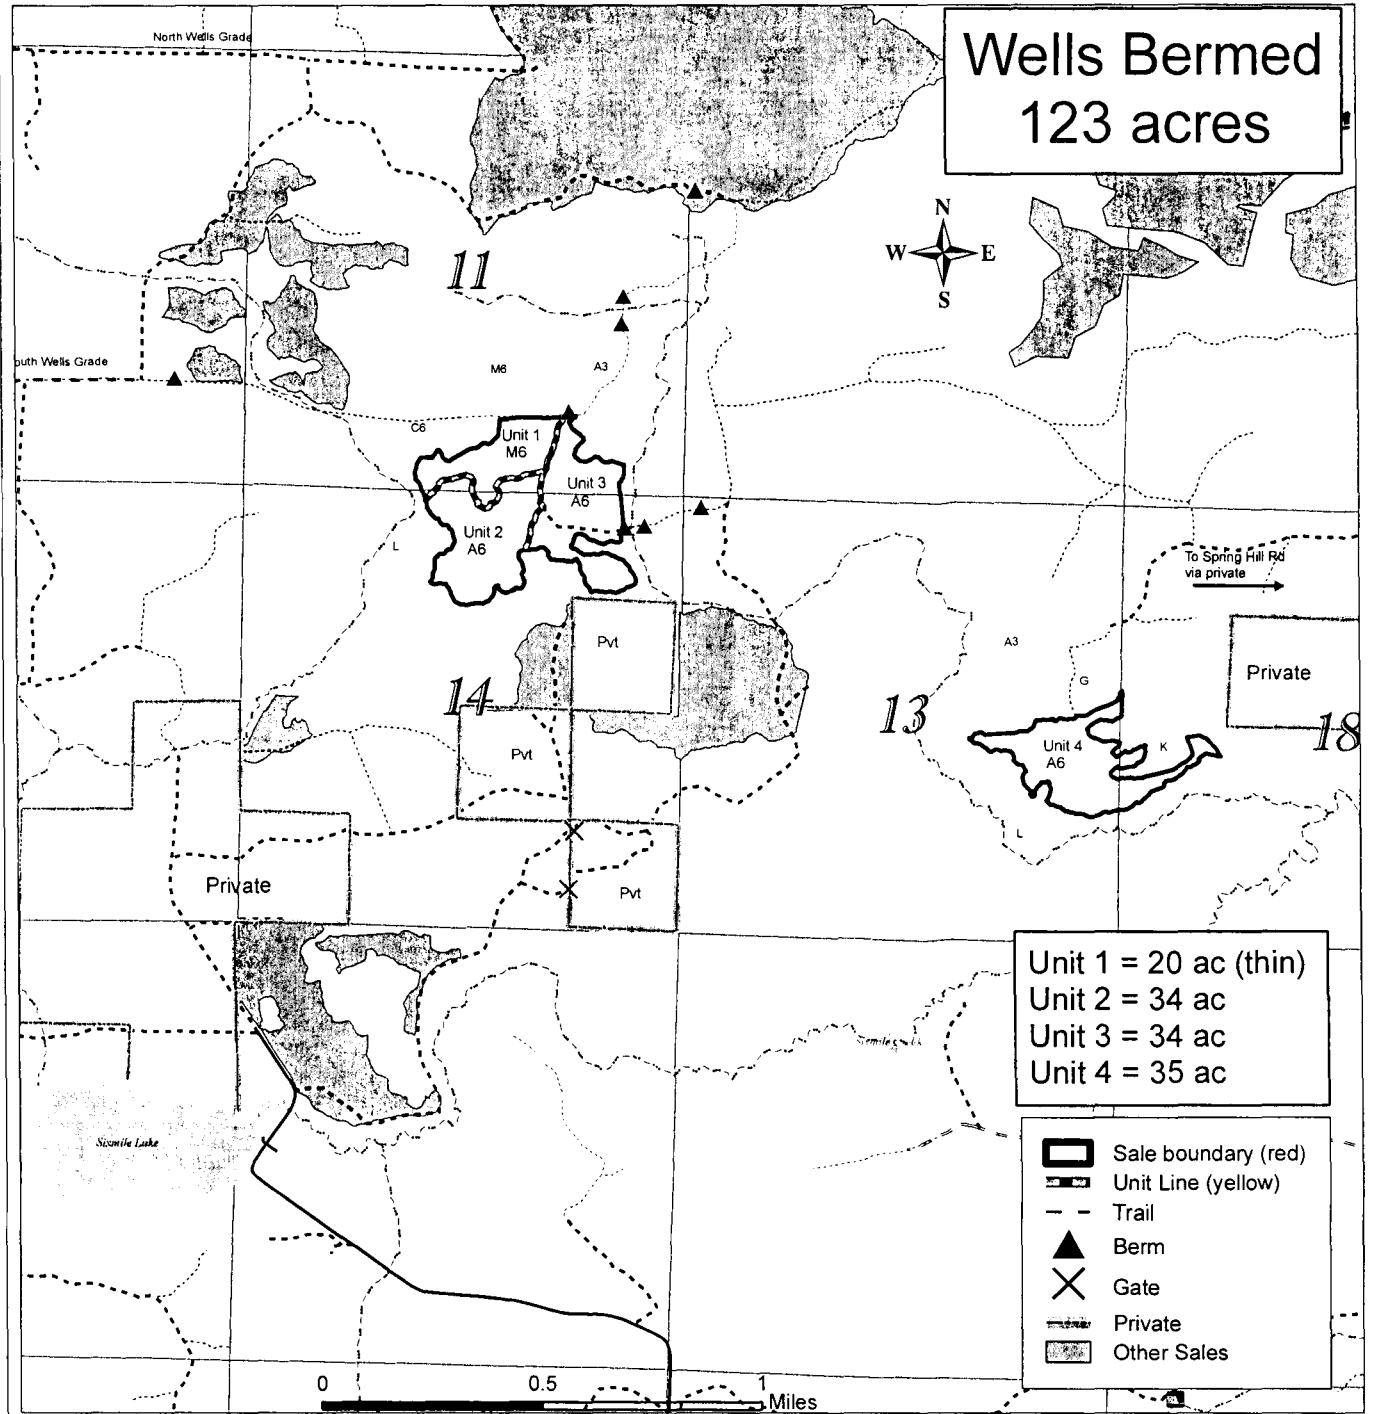 North Wells Grade
Wells Bermed
123 acres
N
W E
S
11
outh Wells Grade
M6
A3
C6
Unit 1
M6
Unit 3
A6
Unit 2
A6
L
To Spring Hill Rd
via private
A3
Pvt
G
Private
14
13
18
Unit 4
A6
K
Pvt
L
Private
Pvt
Unit 1 = 20 ac (thin)
Unit 2 = 34 ac
Unit 3 = 34 ac
Unit 4 = 35 ac
Sixmile Lake
Sale boundary (red)
Unit Line (yellow)
Trail
Berm
Gate
Private
Other Sales
0 0.5 1
Miles